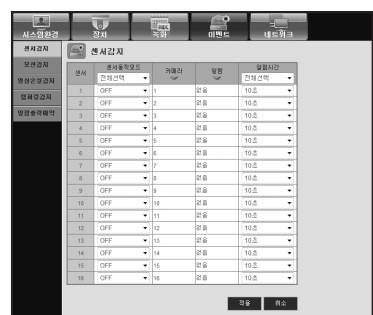 시스템환경 장치 녹화 이벤트 네트워크
센서감지
모션감지
영상손실감지
텔레컴감지
알람출력예약
센서감지
센서 센서동작모드 카메라 알람 알람시간
전체선택 전체선택
1 OFF 1 없음 10초
2 OFF 2 없음 10초
3 OFF 3 없음 10초
4 OFF 4 없음 10초
5 OFF 5 없음 10초
6 OFF 6 없음 10초
7 OFF 7 없음 10초
8 OFF 8 없음 10초
9 OFF 9 없음 10초
10 OFF 10 없음 10초
11 OFF 11 없음 10초
12 OFF 12 없음 10초
13 OFF 13 없음 10초
14 OFF 14 없음 10초
15 OFF 15 없음 10초
16 OFF 16 없음 10초
적용 취소